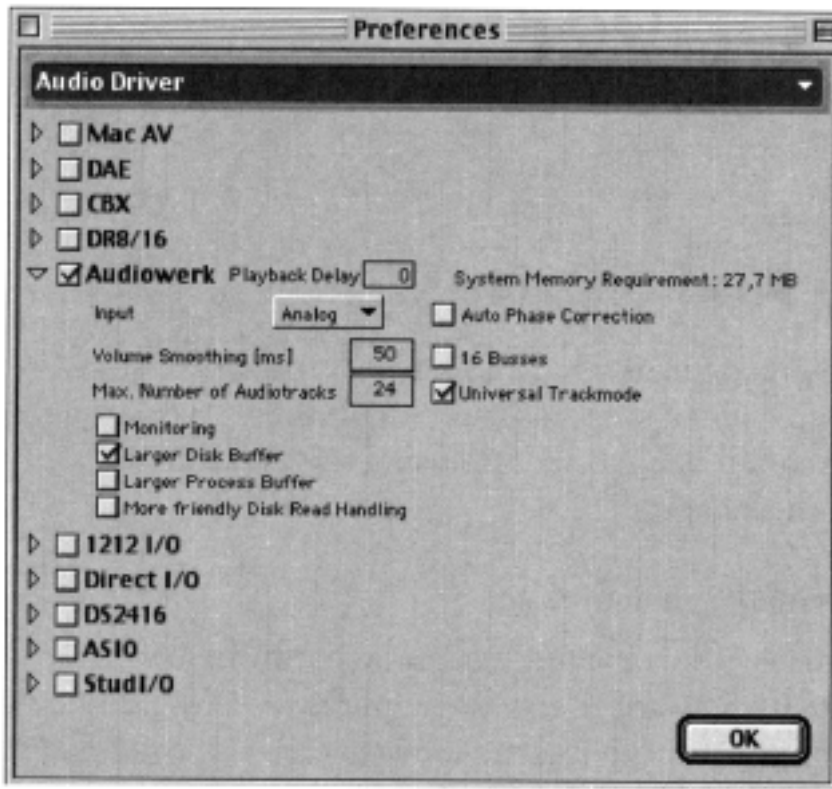 Preferences
Audio Driver
Mac AV
DAE
CBX
DR8/16
Audiowerk Playback Delay 0 System Memory Requirement: 27,7 MB
Input Analog Auto Phase Correction
Volume Smoothing [ms] 50 16 Busses
Max. Number of Audiotracks 24 Universal Trackmode
Monitoring
Larger Disk Buffer
Larger Process Buffer
More friendly Disk Read Handling
1212 I/O
Direct I/O
DS2416
ASIO
StudI/O
OK